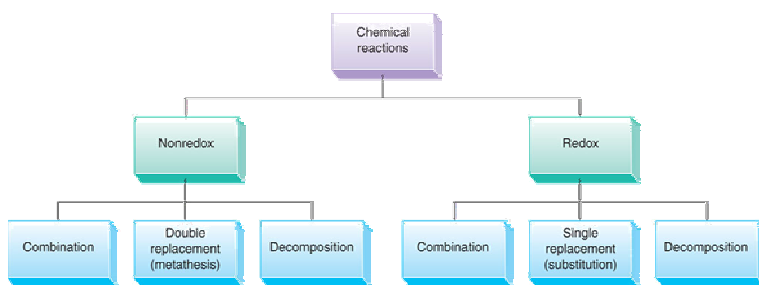 Chemical
reactions
Nonredox
Redox
Combination
Double
replacement
(metathesis)
Decomposition
Combination
Single
replacement
(substitution)
Decomposition